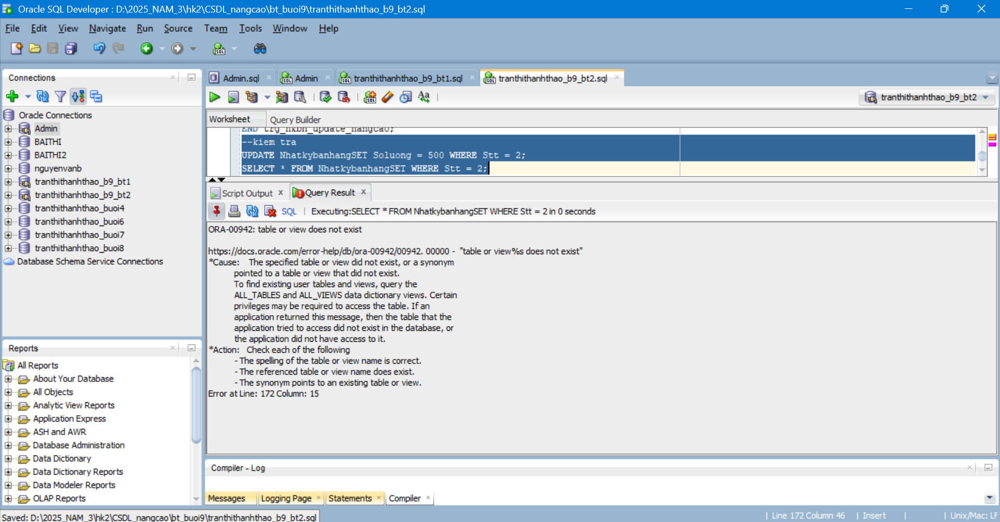 Oracle SQL Developer : D:\2025_NAM_3\hk2\CSDL_nangcao\bt_buoi9\tranthithanhthao_b9_bt2.sql
File Edit View Navigate Run Source Team Tools Window Help
Connections
Oracle Connections
Admin
BAITHI
BAITHI2
nguyenvanb
tranthithanhthao_b9_bt1
tranthithanhthao_b9_bt2
tranthithanhthao_buoi4
tranthithanhthao_buoi6
tranthithanhthao_buoi7
tranthithanhthao_buoi8
Database Schema Service Connections
Reports
All Reports
About Your Database
All Objects
Analytic View Reports
Application Express
ASH and AWR
Database Administration
Data Dictionary
Data Dictionary Reports
Data Modeler Reports
OLAP Reports
Admin.sql Admin tranthithanhthao_b9_bt1.sql tranthithanhthao_b9_bt2.sql
tranthithanhthao_b9_bt2
Worksheet Query Builder
END trg_nkbh_update_nangcao;
--kiem tra
UPDATE NhatkybanhangSET Soluong = 500 WHERE Stt = 2;
SELECT * FROM NhatkybanhangSET WHERE Stt = 2;
Script Output x Query Result x
SQL | Executing:SELECT * FROM NhatkybanhangSET WHERE Stt = 2 in 0 seconds
ORA-00942: table or view does not exist
https://docs.oracle.com/error-help/db/ora-00942/00942. 00000 - "table or view%s does not exist"
*Cause: The specified table or view did not exist, or a synonym
pointed to a table or view that did not exist.
To find existing user tables and views, query the
ALL_TABLES and ALL_VIEWS data dictionary views. Certain
privileges may be required to access the table. If an
application returned this message, then the table that the
application tried to access did not exist in the database, or
the application did not have access to it.
*Action: Check each of the following
- The spelling of the table or view name is correct.
- The referenced table or view name does exist.
- The synonym points to an existing table or view.
Error at Line: 172 Column: 15
Compiler - Log
Messages Logging Page Statements Compiler
Saved: D:\2025_NAM_3\hk2\CSDL_nangcao\bt_buoi9\tranthithanhthao_b9_bt2.sql
| Line 172 Column 46 | Insert | | Unix/Mac: LF